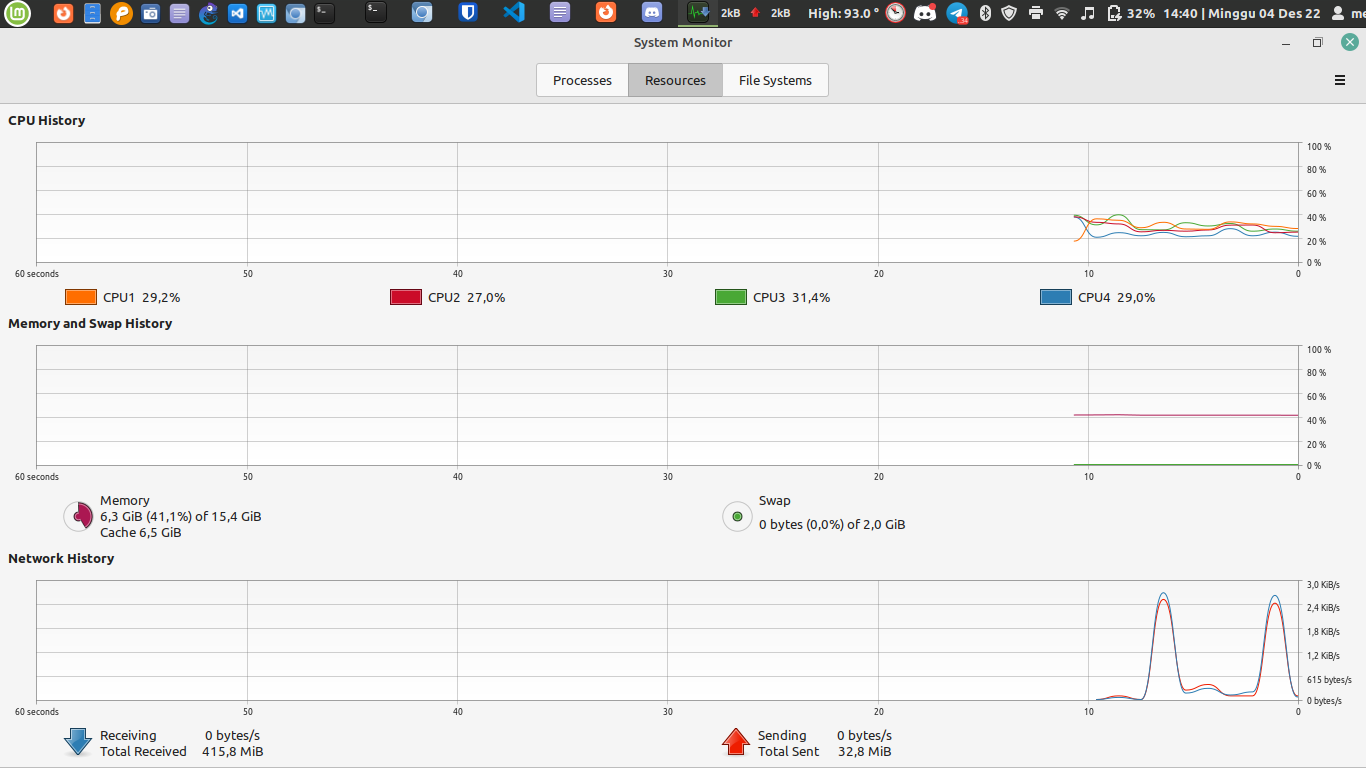 2kB 2kB High: 93.0 ° 34 32% 14:40 | Minggu 04 Des 22 me
System Monitor
Processes Resources File Systems
CPU History
100 %
80 %
60 %
40 %
20 %
0 %
60 seconds 50 40 30 20 10 0
CPU1 29,2% CPU2 27,0% CPU3 31,4% CPU4 29,0%
Memory and Swap History
100 %
80 %
60 %
40 %
20 %
0 %
60 seconds 50 40 30 20 10 0
Memory
6,3 GiB (41,1%) of 15,4 GiB
Cache 6,5 GiB
Swap
0 bytes (0,0%) of 2,0 GiB
Network History
3,0 KiB/s
2,4 KiB/s
1,8 KiB/s
1,2 KiB/s
615 bytes/s
0 bytes/s
60 seconds 50 40 30 20 10 0
Receiving 0 bytes/s
Total Received 415,8 MiB
Sending 0 bytes/s
Total Sent 32,8 MiB